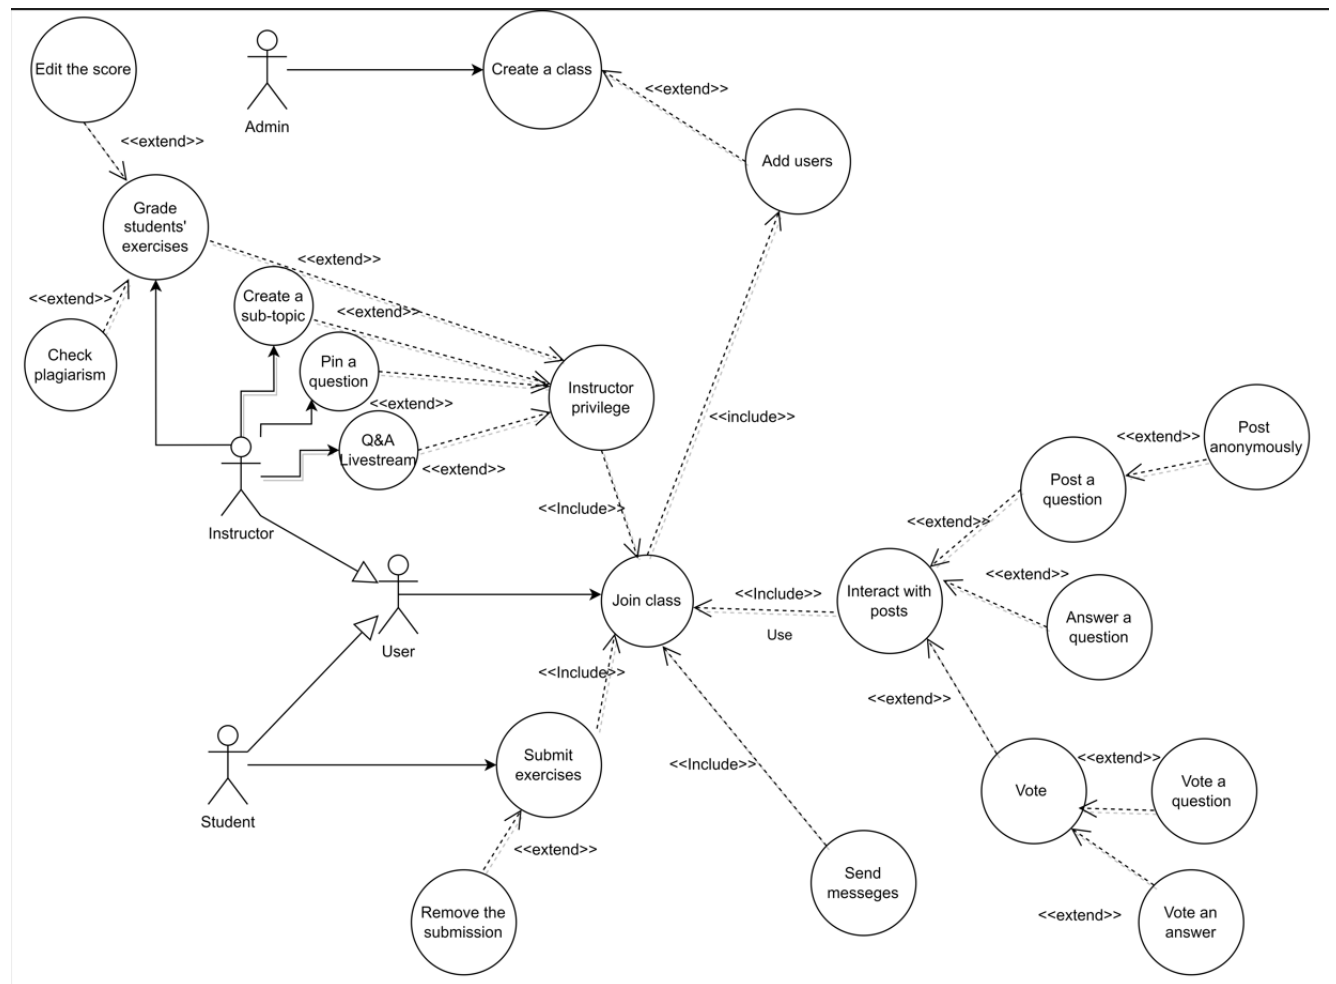 Edit the score
Admin
Create a class
<<extend>>
Add users
<<extend>>
Grade
students'
exercises
<<extend>>
Create a
sub-topic
<<extend>>
<<extend>>
Check
plagiarism
Pin a
question
<<extend>>
Instructor
privilege
<<include>>
Q&A
Livestream
<<extend>>
Instructor
<<Include>>
Post
anonymously
<<extend>>
Post a
question
<<extend>>
<<extend>>
Answer a
question
Interact with
posts
<<Include>>
Use
Join class
User
<<Include>>
<<extend>>
Student
Submit
exercises
<<Include>>
<<extend>>
Vote
Vote a
question
<<extend>>
Remove the
submission
Send
messeges
<<extend>>
Vote an
answer